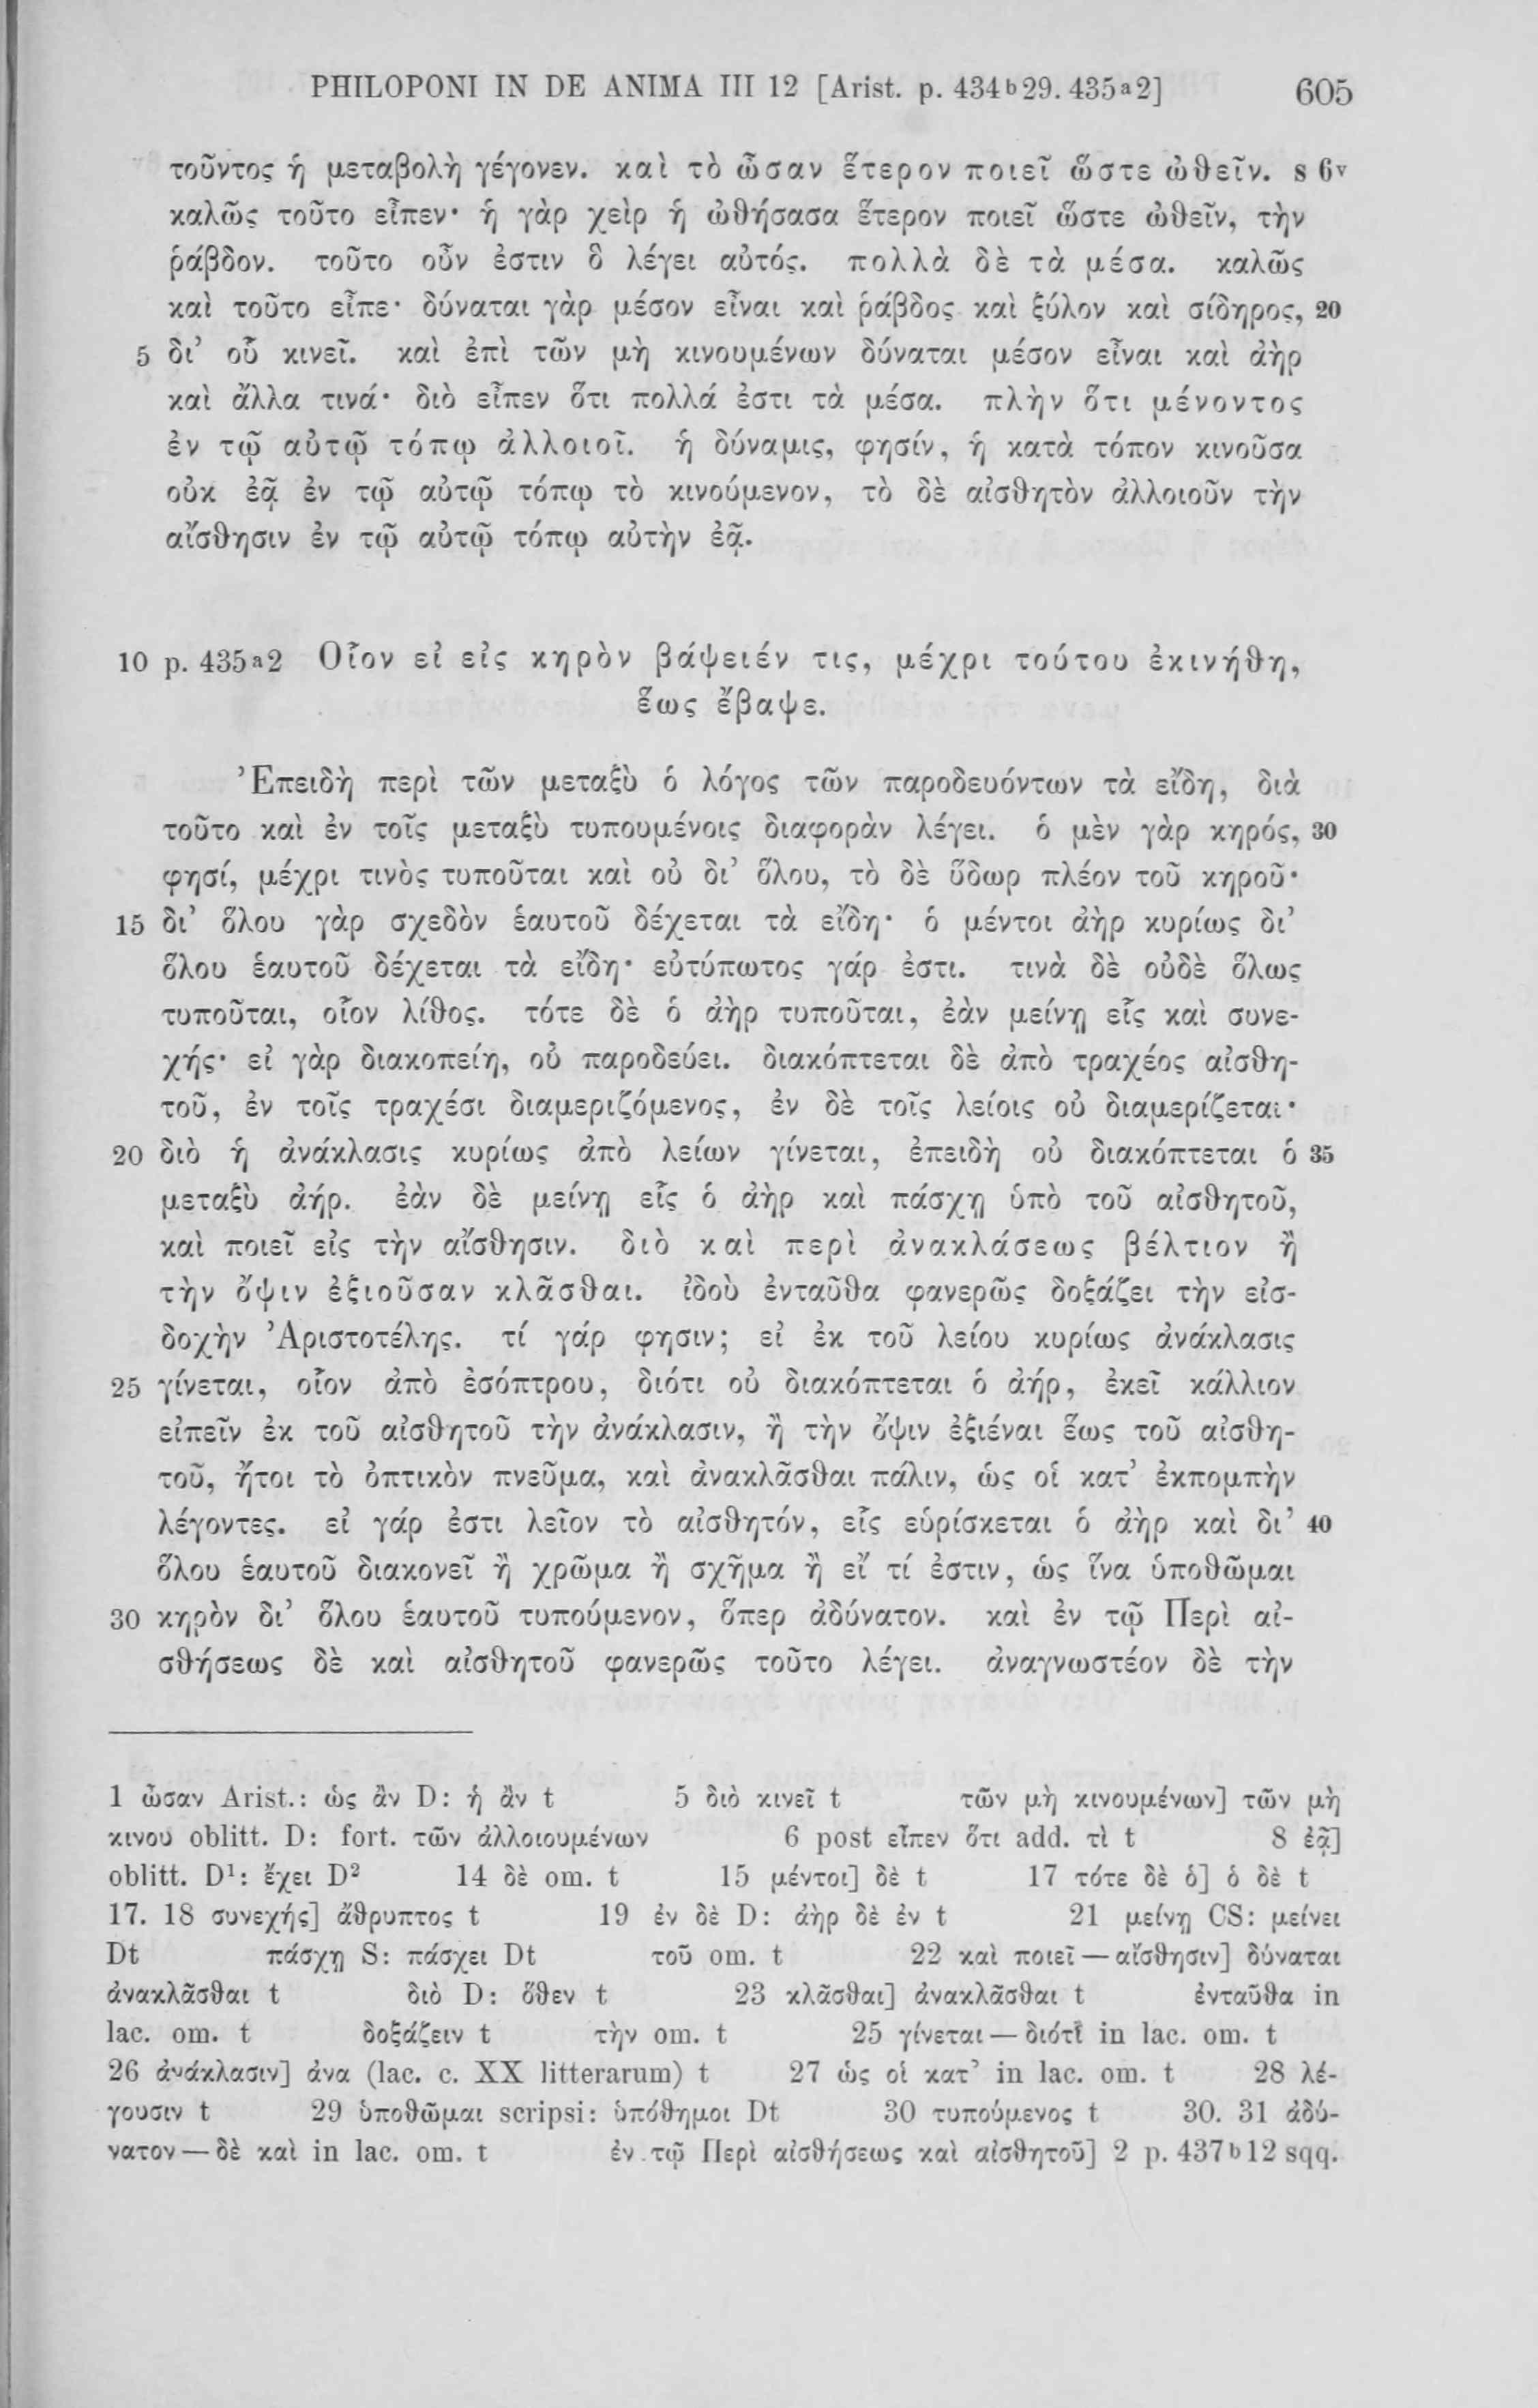 PHILOPONI IN DE ANIMA III 12 [Arist. p. 434ᵇ29. 435ᵃ2] 605
τοῦντος ἡ μεταβολὴ γέγονεν. καὶ τὸ ὦσαν ἕτερον ποιεῖ ὥστε ὠθεῖν. s 6ᵛ
καλῶς τοῦτο εἶπεν· ἡ γὰρ χεὶρ ἡ ὠθήσασα ἕτερον ποιεῖ ὥστε ὠθεῖν, τὴν
ῥάβδον. τοῦτο οὖν ἐστιν ὃ λέγει αὐτός. πολλὰ δὲ τὰ μέσα. καλῶς
καὶ τοῦτο εἶπε· δύναται γὰρ μέσον εἶναι καὶ ῥάβδος καὶ ξύλον καὶ σίδηρος, 20
5 δι’ οὗ κινεῖ. καὶ ἐπὶ τῶν μὴ κινουμένων δύναται μέσον εἶναι καὶ ἀὴρ
καὶ ἄλλα τινά· διὸ εἶπεν ὅτι πολλά ἐστι τὰ μέσα. πλὴν ὅτι μένοντος
ἐν τῷ αὐτῷ τόπῳ ἀλλοιοῖ. ἡ δύναμις, φησίν, ἡ κατὰ τόπον κινοῦσα
οὐκ ἐᾷ ἐν τῷ αὐτῷ τόπῳ τὸ κινούμενον, τὸ δὲ αἰσθητὸν ἀλλοιοῦν τὴν
αἴσθησιν ἐν τῷ αὐτῷ τόπῳ αὐτὴν ἐᾷ.
10 p. 435ᵃ2 Οἷον εἰ εἰς κηρὸν βάψειέν τις, μέχρι τούτου ἐκινήθη,
ἕως ἔβαψε.
Ἐπειδὴ περὶ τῶν μεταξὺ ὁ λόγος τῶν παροδευόντων τὰ εἴδη, διὰ
τοῦτο καὶ ἐν τοῖς μεταξὺ τυπουμένοις διαφορὰν λέγει. ὁ μὲν γὰρ κηρός, 30
φησί, μέχρι τινὸς τυποῦται καὶ οὐ δι’ ὅλου, τὸ δὲ ὕδωρ πλέον τοῦ κηροῦ·
15 δι’ ὅλου γὰρ σχεδὸν ἑαυτοῦ δέχεται τὰ εἴδη· ὁ μέντοι ἀὴρ κυρίως δι’
ὅλου ἑαυτοῦ δέχεται τὰ εἴδη· εὐτύπωτος γάρ ἐστι. τινὰ δὲ οὐδὲ ὅλως
τυποῦται, οἷον λίθος. τότε δὲ ὁ ἀὴρ τυποῦται, ἐὰν μείνῃ εἷς καὶ συνε-
χής· εἰ γὰρ διακοπείη, οὐ παροδεύει. διακόπτεται δὲ ἀπὸ τραχέος αἰσθη-
τοῦ, ἐν τοῖς τραχέσι διαμεριζόμενος, ἐν δὲ τοῖς λείοις οὐ διαμερίζεται·
20 διὸ ἡ ἀνάκλασις κυρίως ἀπὸ λείων γίνεται, ἐπειδὴ οὐ διακόπτεται ὁ 35
μεταξὺ ἀήρ. ἐὰν δὲ μείνῃ εἷς ὁ ἀὴρ καὶ πάσχῃ ὑπὸ τοῦ αἰσθητοῦ,
καὶ ποιεῖ εἰς τὴν αἴσθησιν. διὸ καὶ περὶ ἀνακλάσεως βέλτιον ἢ
τὴν ὄψιν ἐξιοῦσαν κλᾶσθαι. ἰδοὺ ἐνταῦθα φανερῶς δοξάζει τὴν εἰσ-
δοχὴν Ἀριστοτέλης. τί γάρ φησιν; εἰ ἐκ τοῦ λείου κυρίως ἀνάκλασις
25 γίνεται, οἷον ἀπὸ ἐσόπτρου, διότι οὐ διακόπτεται ὁ ἀήρ, ἐκεῖ κάλλιον
εἰπεῖν ἐκ τοῦ αἰσθητοῦ τὴν ἀνάκλασιν, ἢ τὴν ὄψιν ἐξιέναι ἕως τοῦ αἰσθη-
τοῦ, ἤτοι τὸ ὀπτικὸν πνεῦμα, καὶ ἀνακλᾶσθαι πάλιν, ὡς οἱ κατ’ ἐκπομπὴν
λέγοντες. εἰ γάρ ἐστι λεῖον τὸ αἰσθητόν, εἷς εὑρίσκεται ὁ ἀὴρ καὶ δι’ 40
ὅλου ἑαυτοῦ διακονεῖ ἢ χρῶμα ἢ σχῆμα ἢ εἴ τί ἐστιν, ὡς ἵνα ὑποθῶμαι
30 κηρὸν δι’ ὅλου ἑαυτοῦ τυπούμενον, ὅπερ ἀδύνατον. καὶ ἐν τῷ Περὶ αἰ-
σθήσεως δὲ καὶ αἰσθητοῦ φανερῶς τοῦτο λέγει. ἀναγνωστέον δὲ τὴν
1 ὦσαν Arist.: ὡς ἂν D: ἡ ἂν t 5 διὸ κινεῖ t τῶν μὴ κινουμένων] τῶν μὴ
κινου oblitt. D: fort. τῶν ἀλλοιουμένων 6 post εἶπεν ὅτι add. τὶ t 8 ἐᾷ]
oblitt. D¹: ἔχει D² 14 δὲ om. t 15 μέντοι] δὲ t 17 τότε δὲ ὁ] ὁ δὲ t
17. 18 συνεχής] ἄθρυπτος t 19 ἐν δὲ D: ἀὴρ δὲ ἐν t 21 μείνῃ CS: μείνει
Dt πάσχῃ S: πάσχει Dt τοῦ om. t 22 καὶ ποιεῖ — αἴσθησιν] δύναται
ἀνακλᾶσθαι t διὸ D: ὅθεν t 23 κλᾶσθαι] ἀνακλᾶσθαι t ἐνταῦθα in
lac. om. t δοξάζειν t τὴν om. t 25 γίνεται — διότι in lac. om. t
26 ἀνάκλασιν] ἀνα (lac. c. XX litterarum) t 27 ὡς οἱ κατ’ in lac. om. t 28 λέ-
γουσιν t 29 ὑποθῶμαι scripsi: ὑπόθημοι Dt 30 τυπούμενος t 30. 31 ἀδύ-
νατον — δὲ καὶ in lac. om. t ἐν τῷ Περὶ αἰσθήσεως καὶ αἰσθητοῦ] 2 p. 437ᵇ12 sqq.